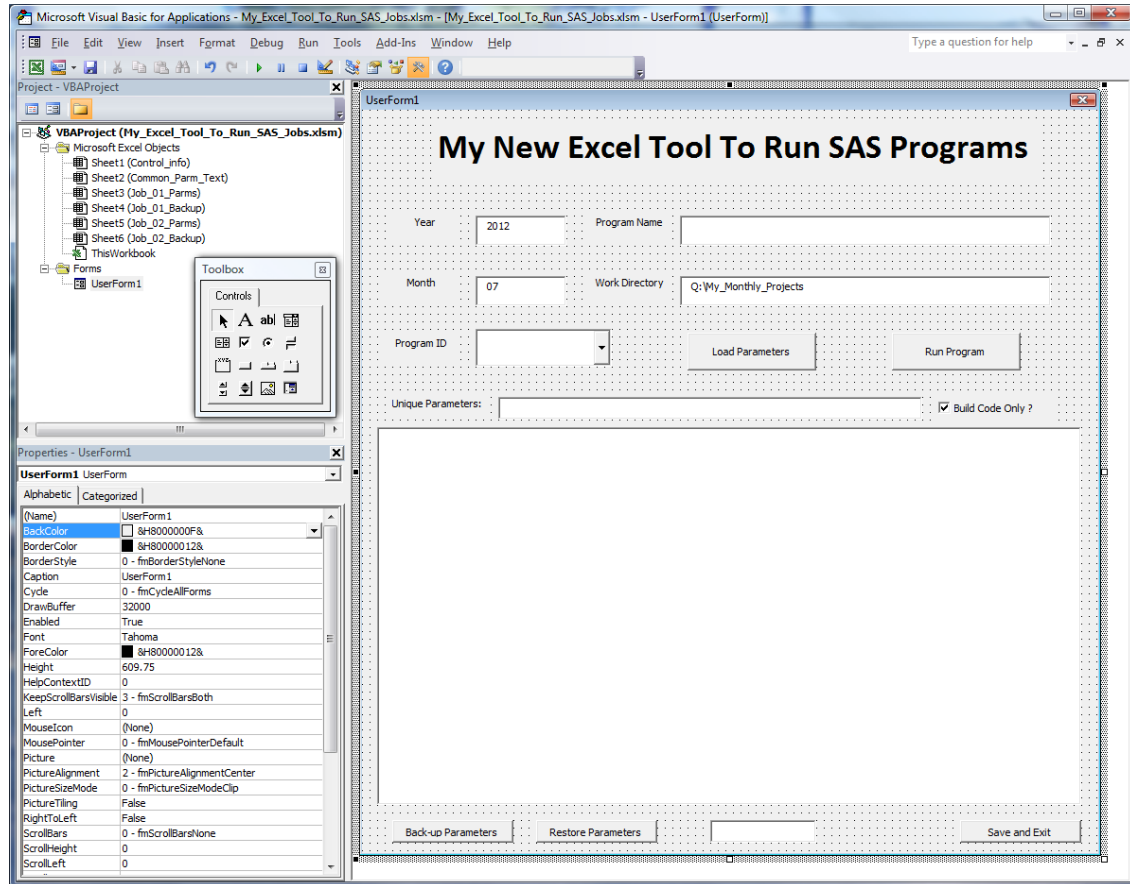 Microsoft Visual Basic for Applications - My_Excel_Tool_To_Run_SAS_Jobs.xlsm - [My_Excel_Tool_To_Run_SAS_Jobs.xlsm - UserForm1 (UserForm)]
File Edit View Insert Format Debug Run Tools Add-Ins Window Help
Type a question for help
Project - VBAProject
VBAProject (My_Excel_Tool_To_Run_SAS_Jobs.xlsm)
Microsoft Excel Objects
Sheet1 (Control_info)
Sheet2 (Common_Parm_Text)
Sheet3 (Job_01_Parms)
Sheet4 (Job_01_Backup)
Sheet5 (Job_02_Parms)
Sheet6 (Job_02_Backup)
ThisWorkbook
Forms
UserForm1
Toolbox
Controls
A abl
xyz
Properties - UserForm1
UserForm1 UserForm
Alphabetic Categorized
(Name) UserForm1
BackColor &H8000000F&
BorderColor &H80000012&
BorderStyle 0 - fmBorderStyleNone
Caption UserForm1
Cycle 0 - fmCycleAllForms
DrawBuffer 32000
Enabled True
Font Tahoma
ForeColor &H80000012&
Height 609.75
HelpContextID 0
KeepScrollBarsVisible 3 - fmScrollBarsBoth
Left 0
MouseIcon (None)
MousePointer 0 - fmMousePointerDefault
Picture (None)
PictureAlignment 2 - fmPictureAlignmentCenter
PictureSizeMode 0 - fmPictureSizeModeClip
PictureTiling False
RightToLeft False
ScrollBars 0 - fmScrollBarsNone
ScrollHeight 0
ScrollLeft 0
UserForm1
My New Excel Tool To Run SAS Programs
Year 2012 Program Name
Month 07 Work Directory Q:\My_Monthly_Projects
Program ID Load Parameters Run Program
Unique Parameters: Build Code Only ?
Back-up Parameters Restore Parameters Save and Exit